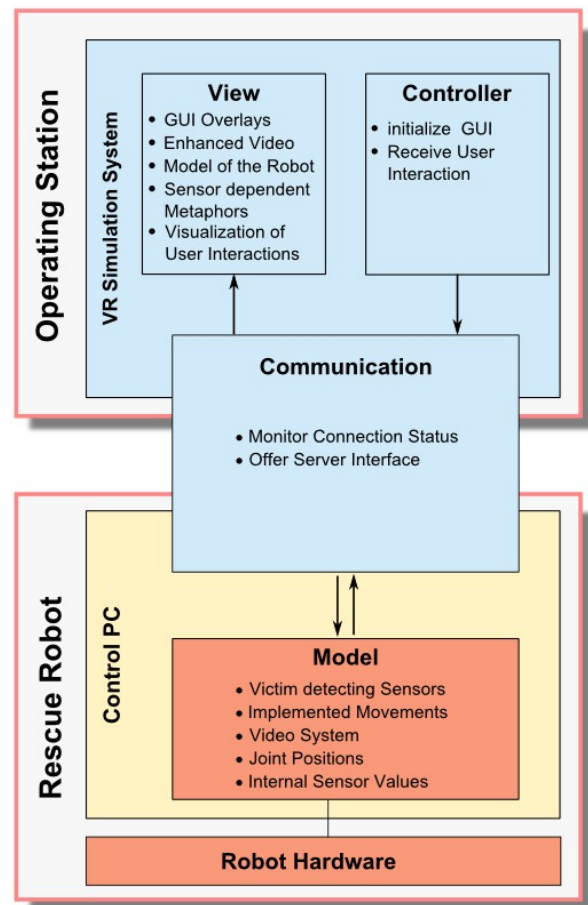 Operating Station
VR Simulation System
View
• GUI Overlays
• Enhanced Video
• Model of the Robot
• Sensor dependent
Metaphors
• Visualization of
User Interactions
Controller
• initialize GUI
• Receive User
Interaction
Communication
• Monitor Connection Status
• Offer Server Interface
Rescue Robot
Control PC
Model
• Victim detecting Sensors
• Implemented Movements
• Video System
• Joint Positions
• Internal Sensor Values
Robot Hardware